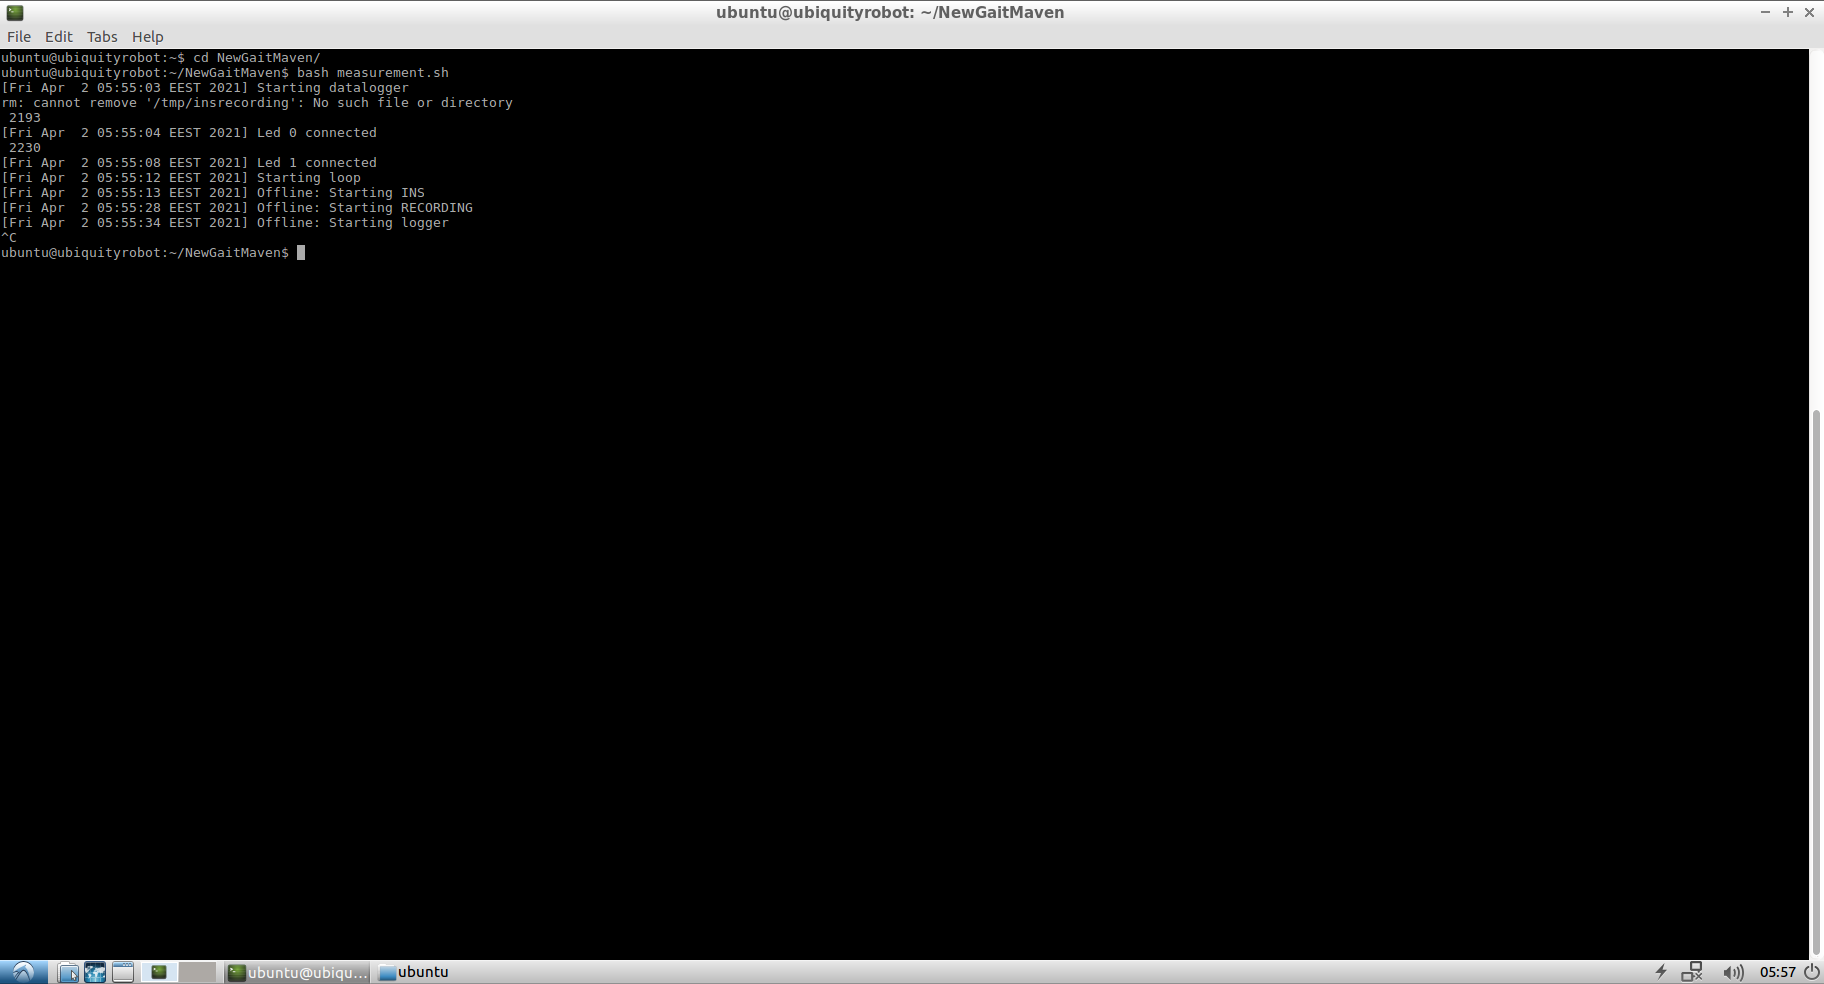 ubuntu@ubiquityrobot: ~/NewGaitMaven
File Edit Tabs Help
ubuntu@ubiquityrobot:~$ cd NewGaitMaven/
ubuntu@ubiquityrobot:~/NewGaitMaven$ bash measurement.sh
[Fri Apr  2 05:55:03 EEST 2021] Starting datalogger
rm: cannot remove '/tmp/insrecording': No such file or directory
 2193
[Fri Apr  2 05:55:04 EEST 2021] Led 0 connected
 2230
[Fri Apr  2 05:55:08 EEST 2021] Led 1 connected
[Fri Apr  2 05:55:12 EEST 2021] Starting loop
[Fri Apr  2 05:55:13 EEST 2021] Offline: Starting INS
[Fri Apr  2 05:55:28 EEST 2021] Offline: Starting RECORDING
[Fri Apr  2 05:55:34 EEST 2021] Offline: Starting logger
^C
ubuntu@ubiquityrobot:~/NewGaitMaven$
ubuntu@ubiqu... ubuntu 05:57